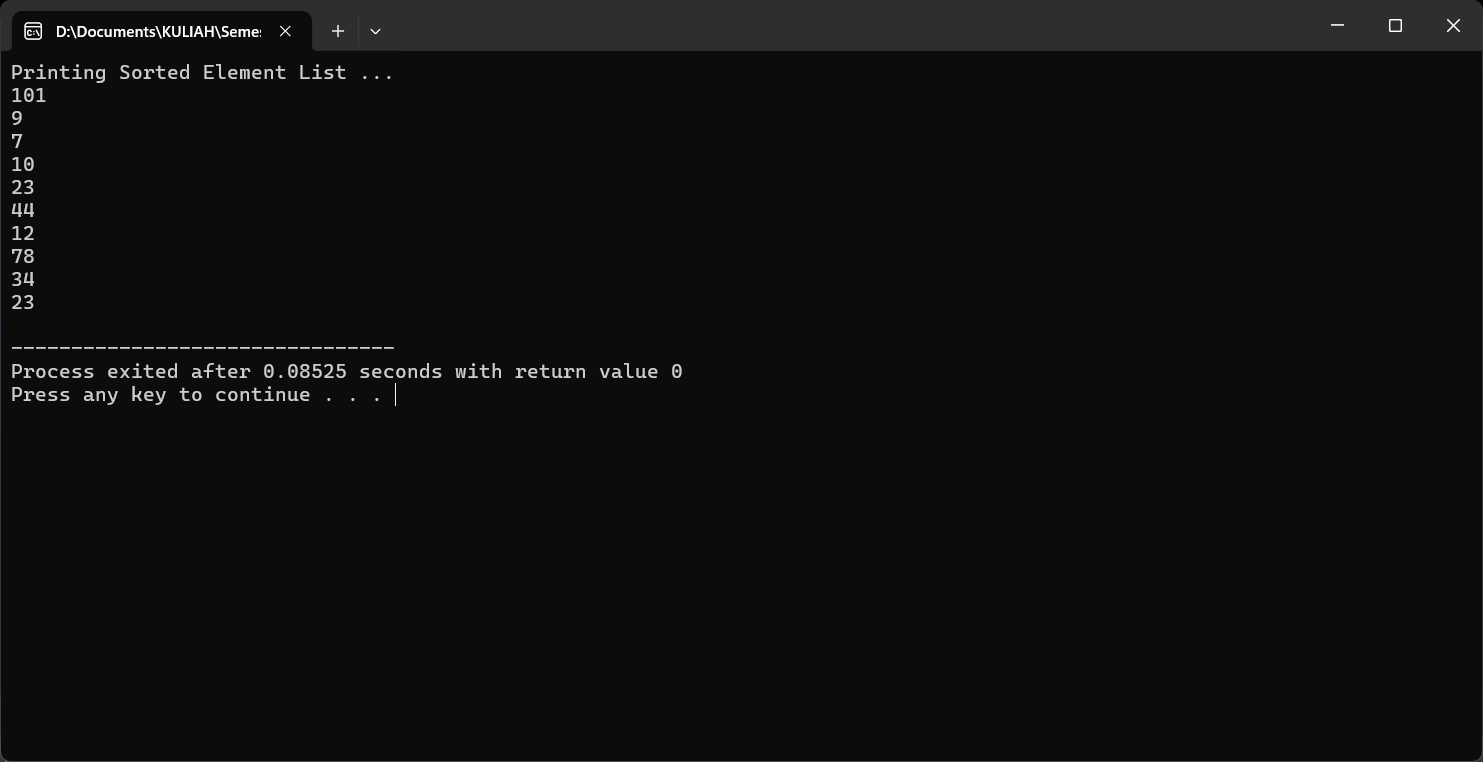 D:\Documents\KULIAH\Seme
Printing Sorted Element List ...
101
9
7
10
23
44
12
78
34
23
--------------------------------
Process exited after 0.08525 seconds with return value 0
Press any key to continue . . .